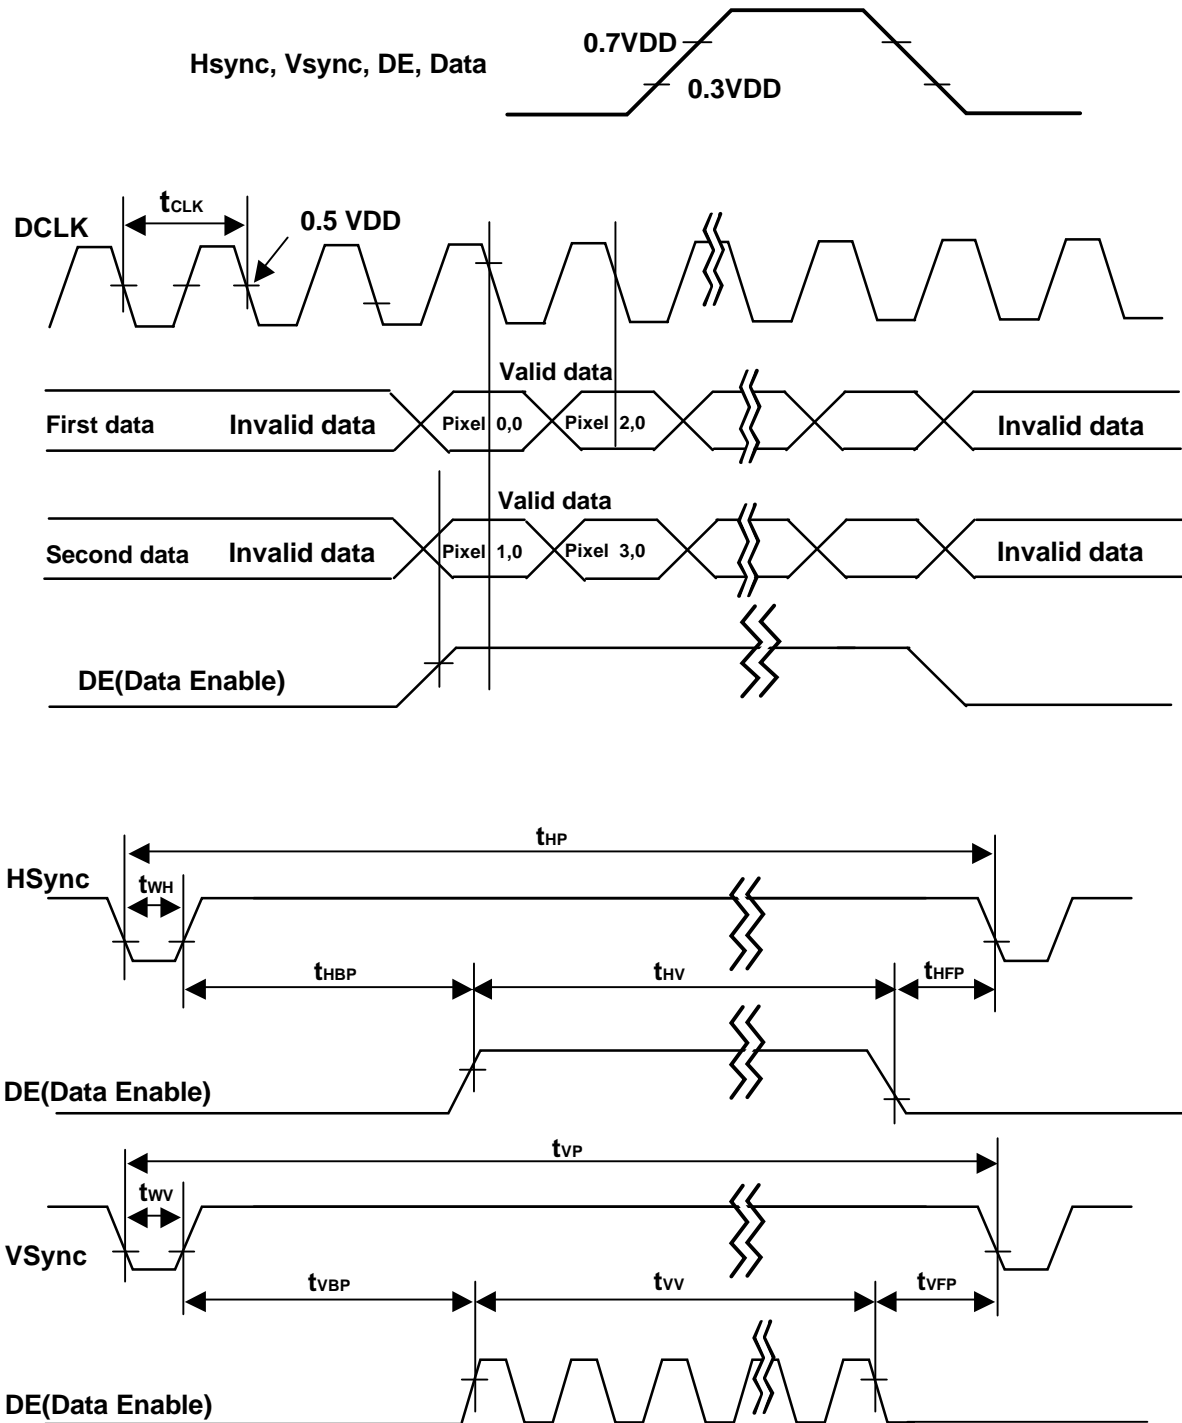 Hsync, Vsync, DE, Data
0.7VDD
0.3VDD
DCLK
tCLK
0.5 VDD
Valid data
First data
Invalid data
Pixel 0,0
Pixel 2,0
Invalid data
Valid data
Second data
Invalid data
Pixel 1,0
Pixel 3,0
Invalid data
DE(Data Enable)
tHP
HSync
tWH
tHBP
tHV
tHFP
DE(Data Enable)
tVP
tWV
VSync
tVBP
tVV
tVFP
DE(Data Enable)